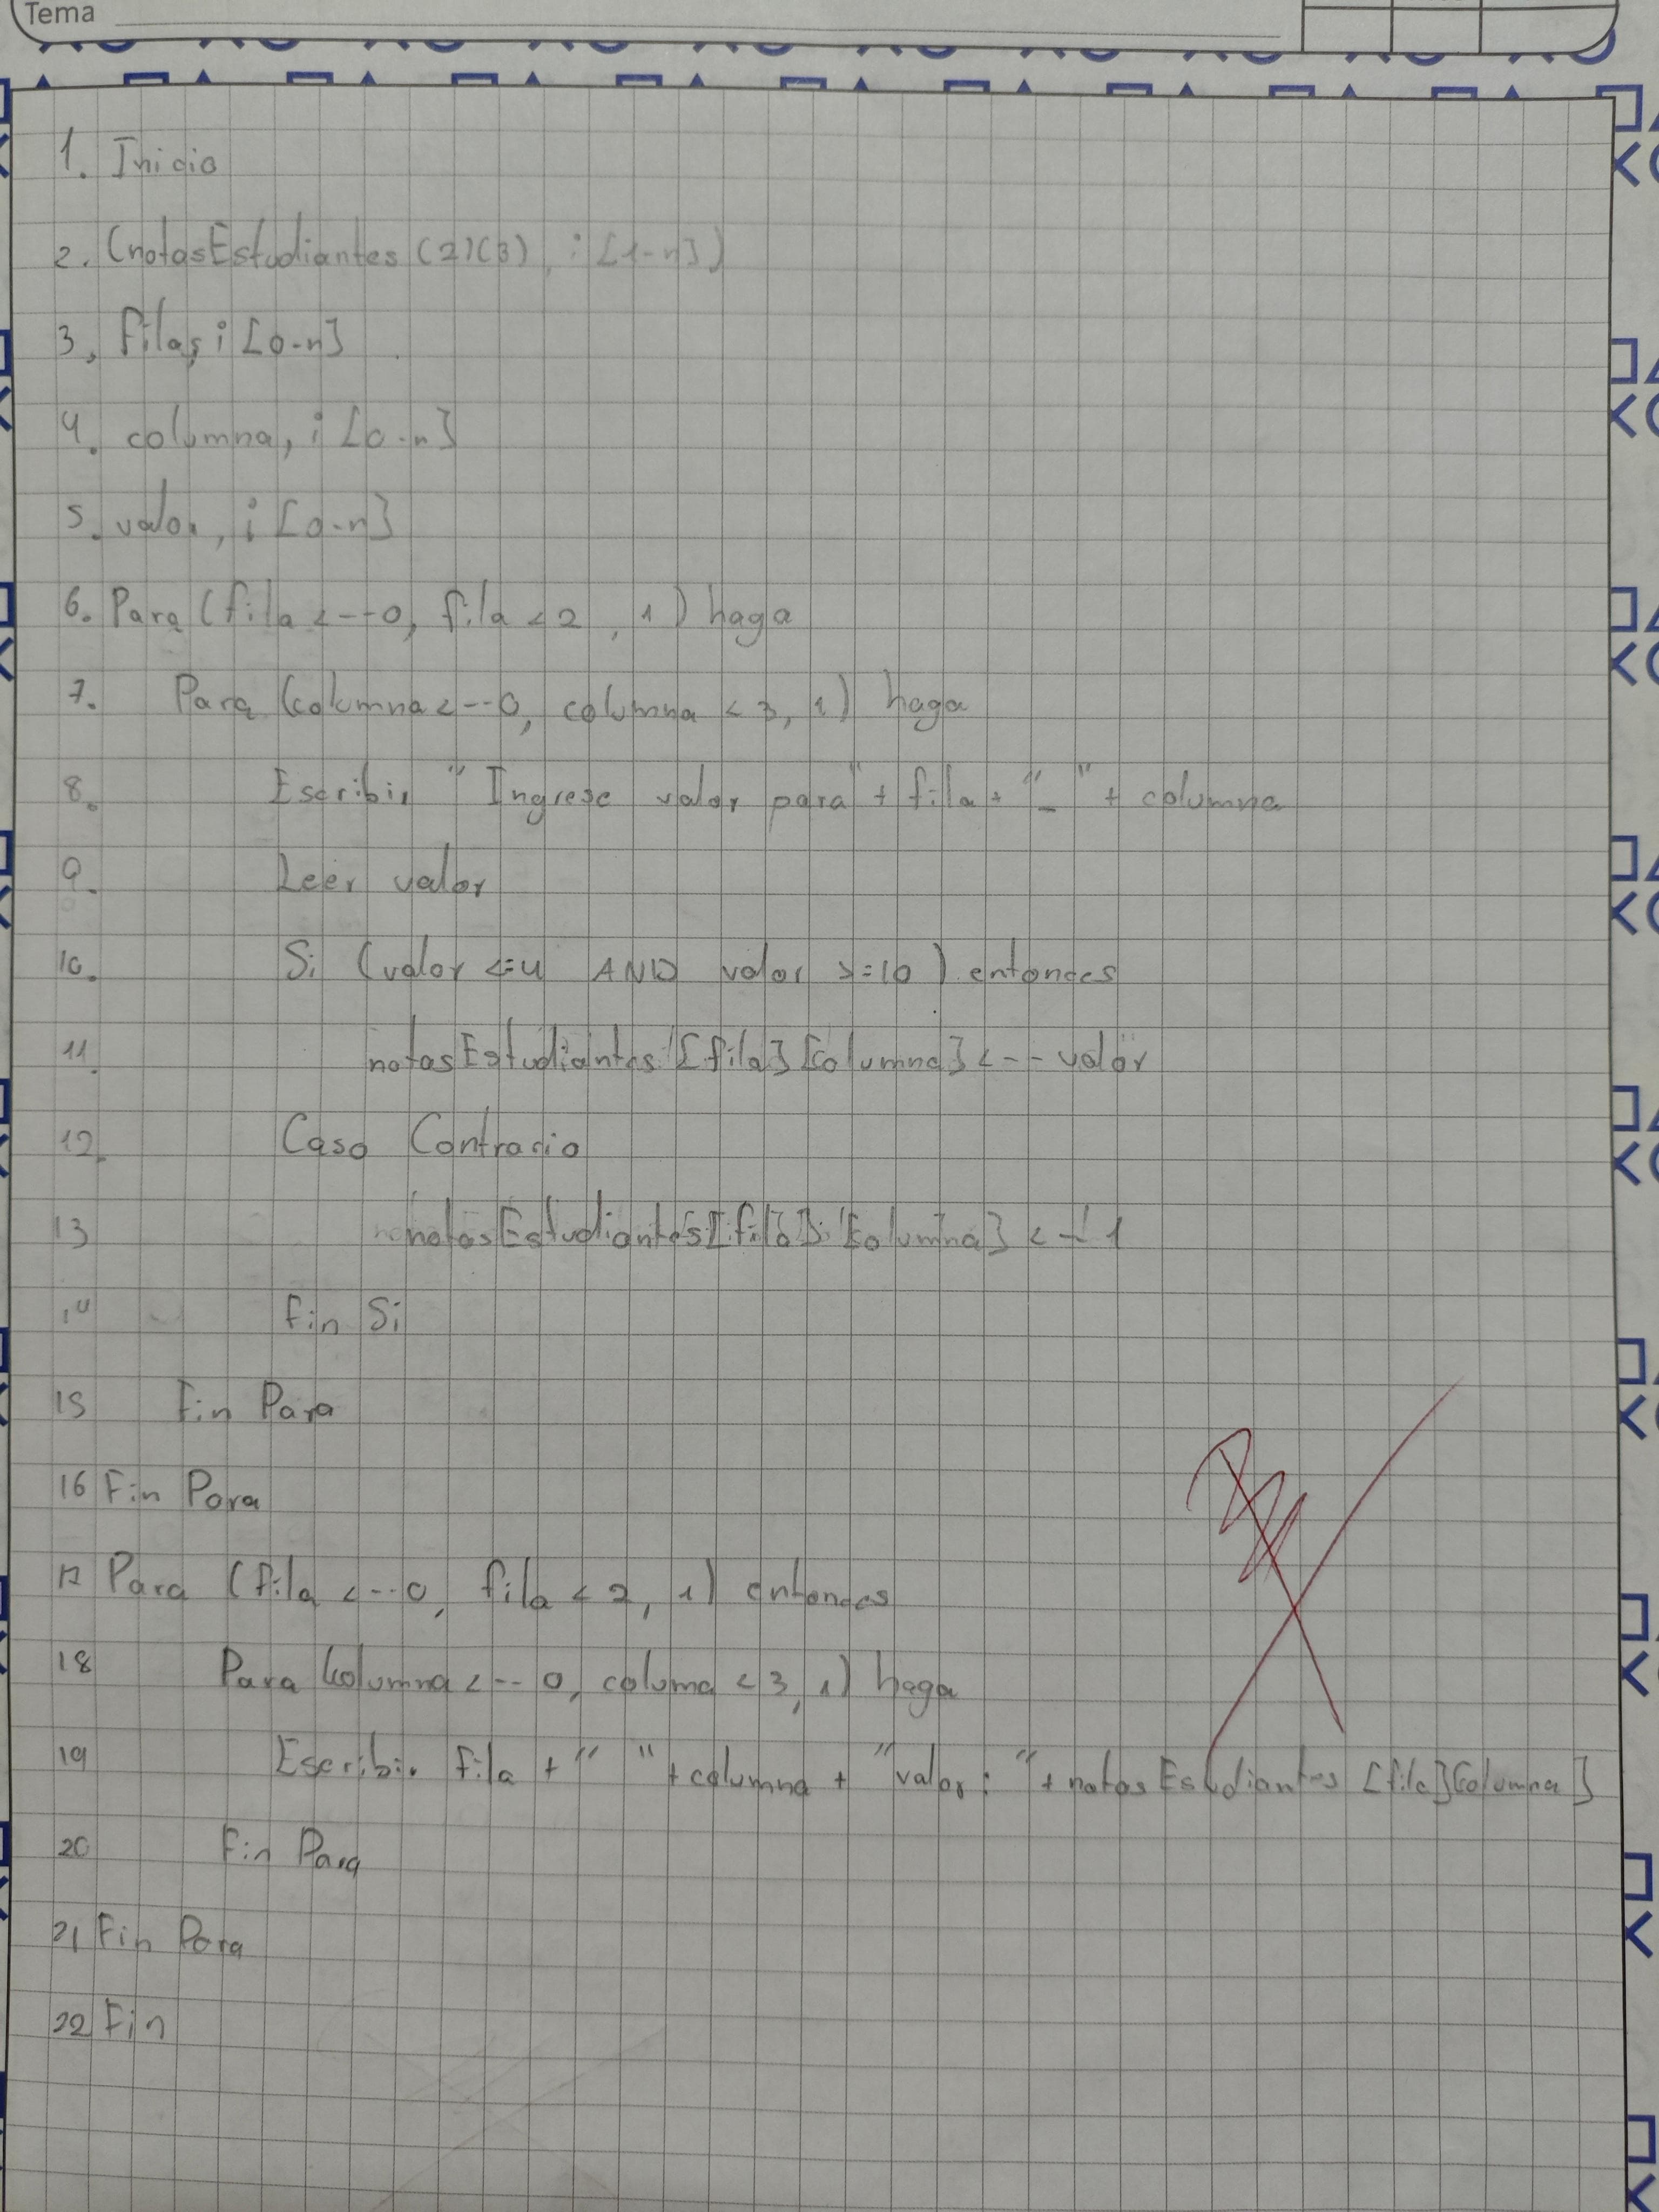 Tema
1. Inicio
2. (notasEstudiantes (2)(3), i [1-n])
3, filas, i [0-n]
4. columna, i [0-n]
5. valor, i [0-n]
6. Para (fila <--0, fila < 2, 1) haga
7. Para (columna <--0, columna < 3, 1) haga
8. Escribir "Ingrese valor para" + fila + "_" + columna
9. Leer valor
10. Si (valor <=4 AND valor >=10) entonces
11. notasEstudiantes [fila] [columna] <-- valor
12. Caso Contrario
13 notasEstudiantes [fila] [columna] <--1
14 fin Si
15 Fin Para
16 Fin Para
17 Para (fila <--0, fila < 2, 1) entonces
18 Para (columna <-- 0, columa < 3, 1) haga
19 Escribir fila + " " + columna + "valor: " + notasEstudiantes [fila][columna]
20 Fin Para
21 Fin Para
22 Fin